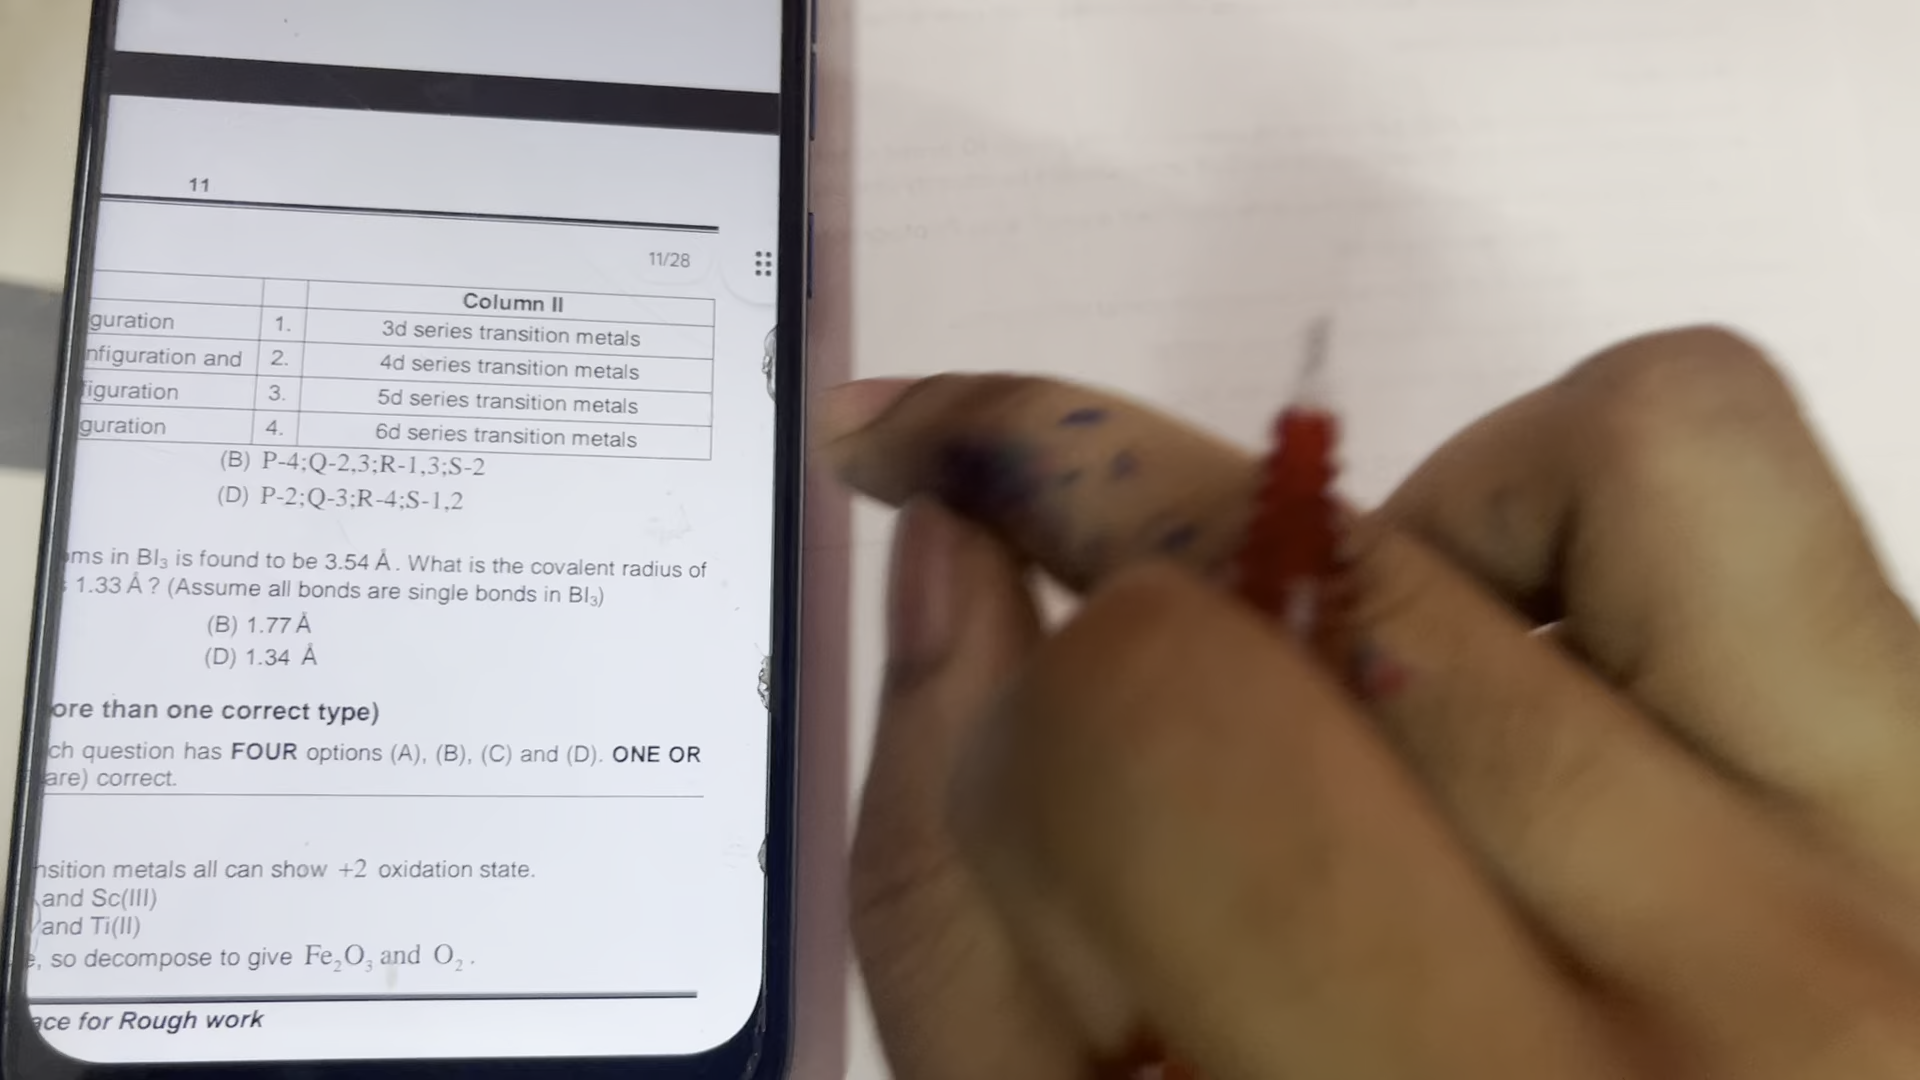 11
11/28
Column II
guration 1. 3d series transition metals
nfiguration and 2. 4d series transition metals
iguration 3. 5d series transition metals
guration 4. 6d series transition metals
(B) P-4;Q-2,3;R-1,3;S-2
(D) P-2;Q-3;R-4;S-1,2
ms in BI₃ is found to be 3.54 Å. What is the covalent radius of
1.33 Å ? (Assume all bonds are single bonds in BI₃)
(B) 1.77 Å
(D) 1.34 Å
ore than one correct type)
ch question has FOUR options (A), (B), (C) and (D). ONE OR
are) correct.
nsition metals all can show +2 oxidation state.
and Sc(III)
and Ti(II)
e, so decompose to give Fe₂O₃ and O₂.
ace for Rough work